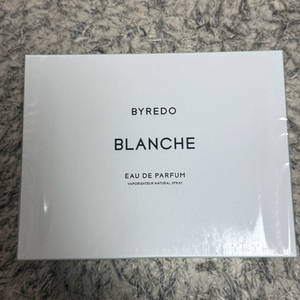 BYREDO
BLANCHE
EAU DE PARFUM
VAPORISATEUR NATURAL SPRAY